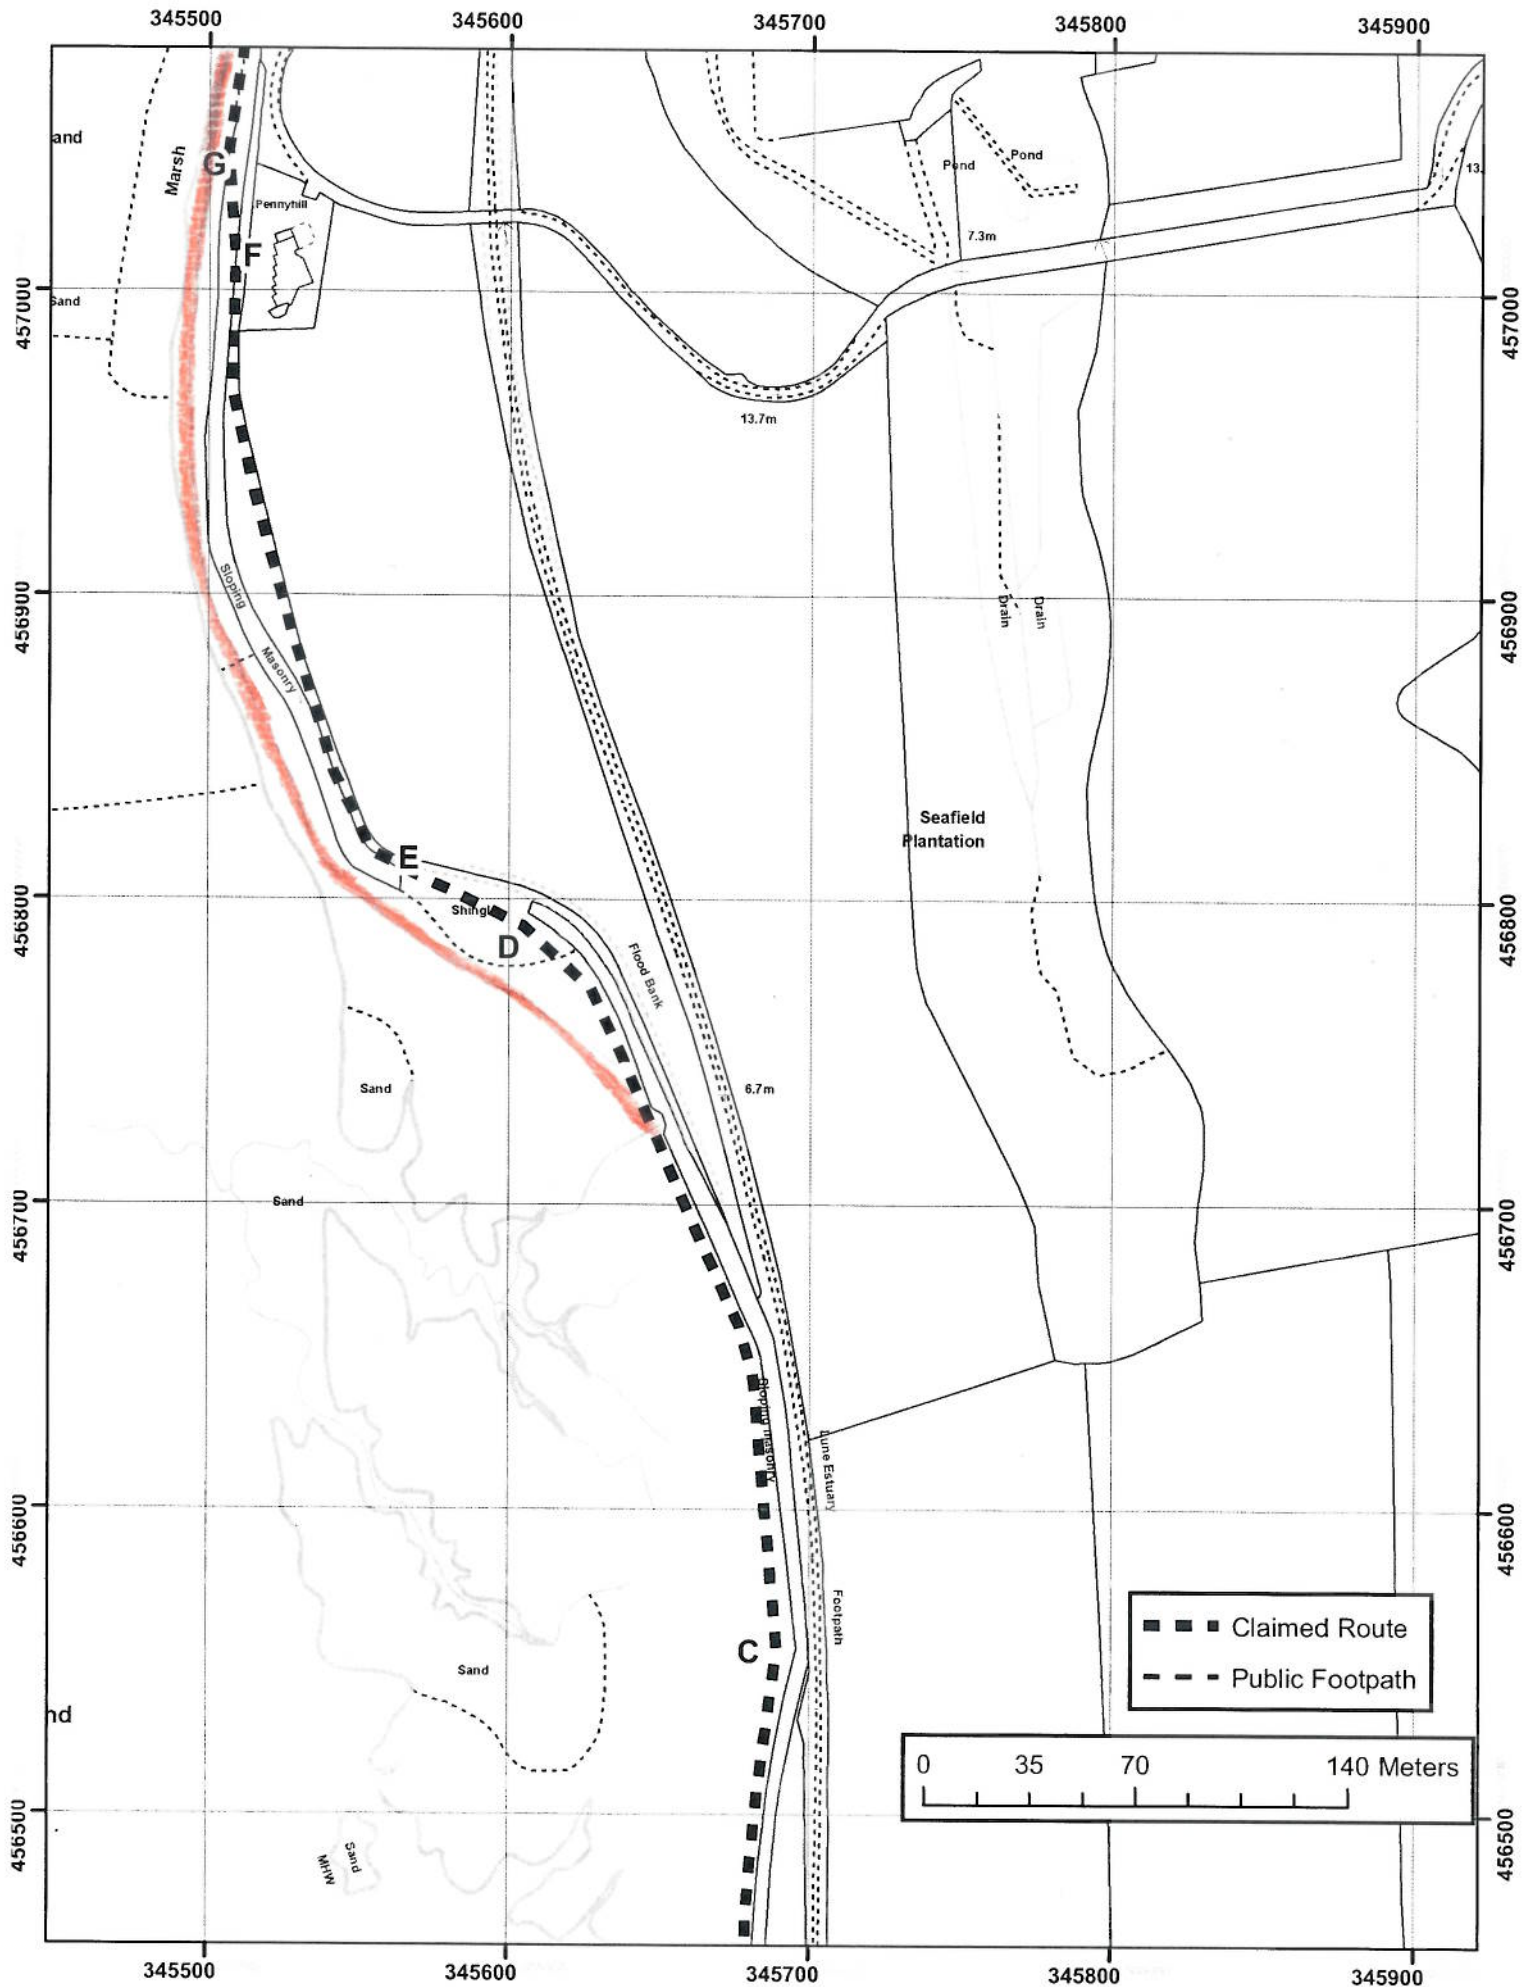 345500 345600 345700 345800 345900
and
Marsh
G
Pond
Pond
13.
Pennyhill
F
7.3m
Sand
457000
457000
13.7m
456900
456900
Sloping
Masonry
Drain
Drain
Seafield
Plantation
E
456800
456800
Shingl
D
Flood Bank
Sand
6.7m
456700
456700
Sand
Sloping masonry
Lune Estuary
456600
456600
Footpath
C
Sand
nd
Claimed Route
Public Footpath
0 35 70 140 Meters
456500
456500
Sand
MHW
345500 345600 345700 345800 345900